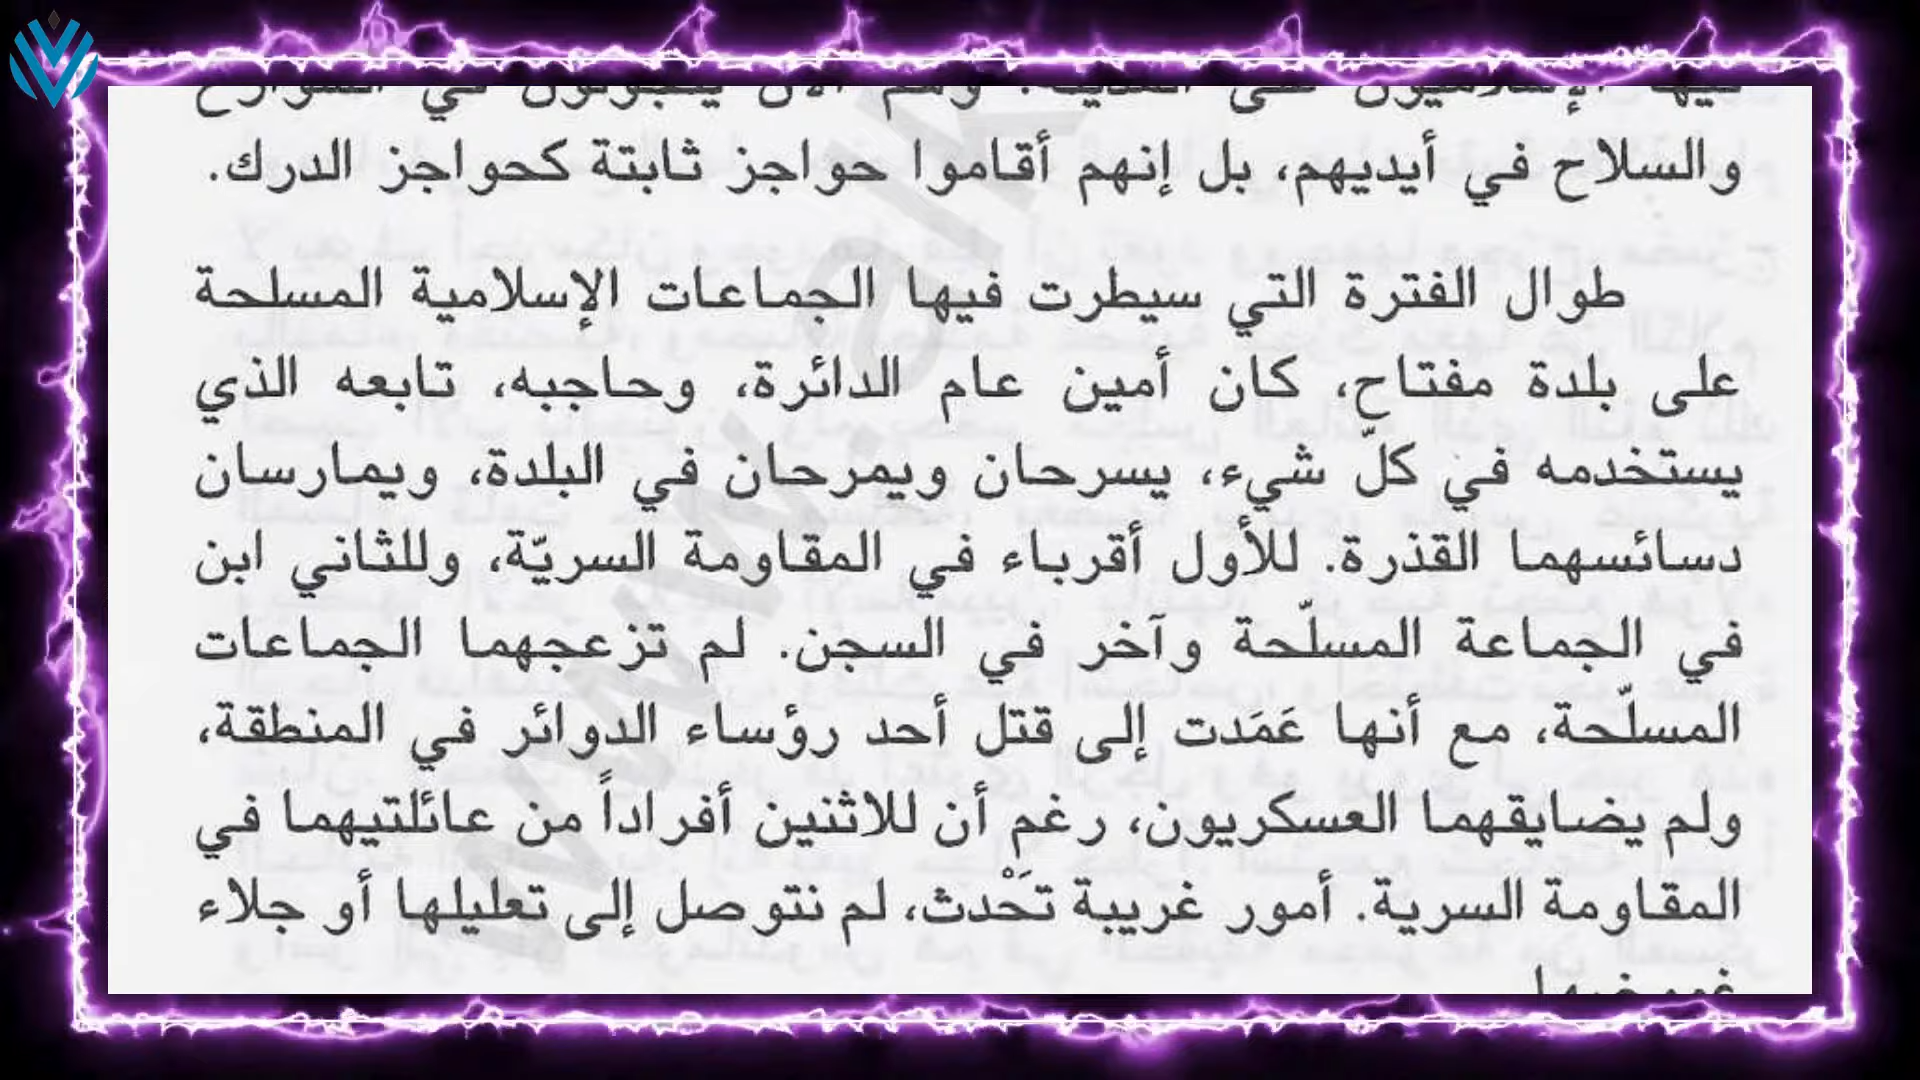 والسلاح في أيديهم، بل إنهم أقاموا حواجز ثابتة كحواجز الدرك.
طوال الفترة التي سيطرت فيها الجماعات الإسلامية المسلحة
على بلدة مفتاح، كان أمين عام الدائرة، وحاجبه، تابعه الذي
يستخدمه في كلّ شيء، يسرحان ويمرحان في البلدة، ويمارسان
دسائسهما القذرة. للأول أقرباء في المقاومة السريّة، وللثاني ابن
في الجماعة المسلّحة وآخر في السجن. لم تزعجهما الجماعات
المسلّحة، مع أنها عَمَدت إلى قتل أحد رؤساء الدوائر في المنطقة،
ولم يضايقهما العسكريون، رغم أن للاثنين أفراداً من عائلتيهما في
المقاومة السرية. أمور غريبة تَحْدث، لم نتوصل إلى تعليلها أو جلاء